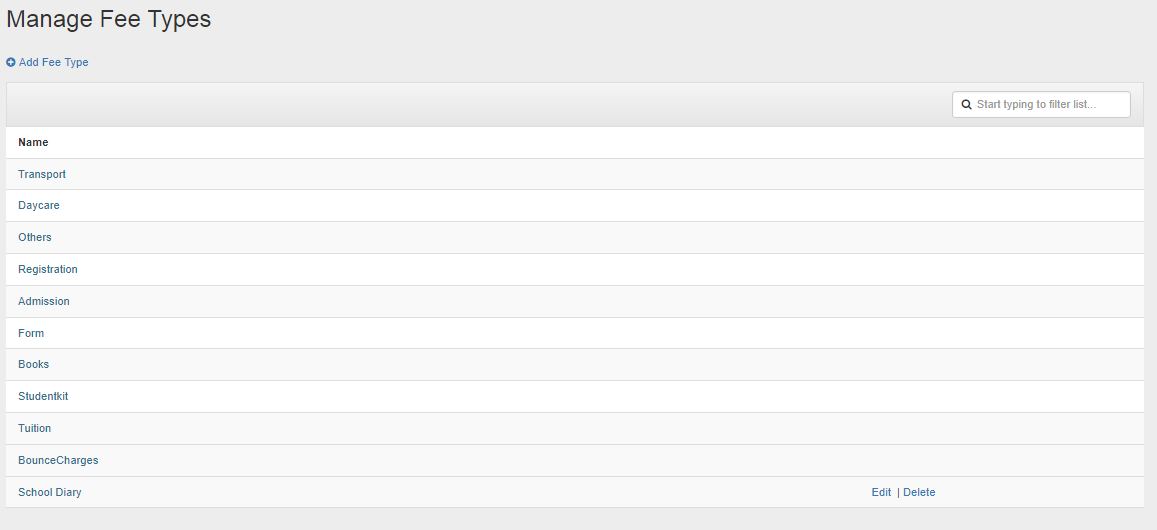 Manage Fee Types
Add Fee Type
Start typing to filter list...
Name
Transport
Daycare
Others
Registration
Admission
Form
Books
Studentkit
Tuition
BounceCharges
School Diary Edit | Delete